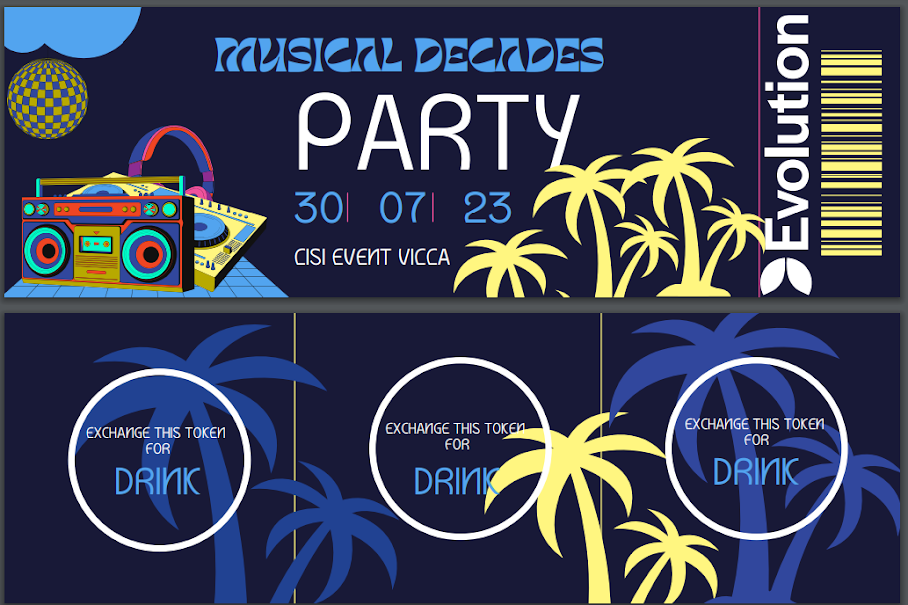 MUSICAL DECADES
PARTY
30| 07| 23
CISI EVENT VICCA
Evolution
EXCHANGE THIS TOKEN
FOR
DRINK
EXCHANGE THIS TOKEN
FOR
DRINK
EXCHANGE THIS TOKEN
FOR
DRINK